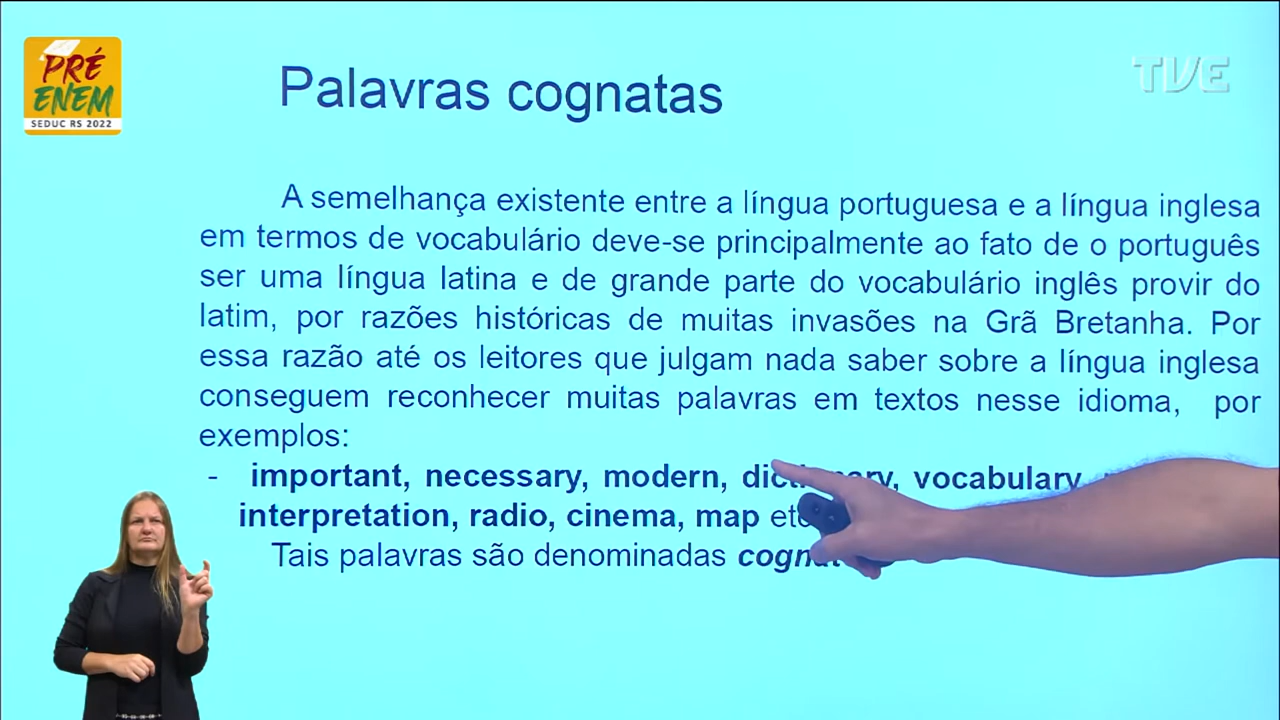 PRÉ
ENEM
SEDUC RS 2022
TVE
Palavras cognatas
A semelhança existente entre a língua portuguesa e a língua inglesa
em termos de vocabulário deve-se principalmente ao fato de o português
ser uma língua latina e de grande parte do vocabulário inglês provir do
latim, por razões históricas de muitas invasões na Grã Bretanha. Por
essa razão até os leitores que julgam nada saber sobre a língua inglesa
conseguem reconhecer muitas palavras em textos nesse idioma, por
exemplos:
- important, necessary, modern, dictionary, vocabulary,
interpretation, radio, cinema, map etc
Tais palavras são denominadas